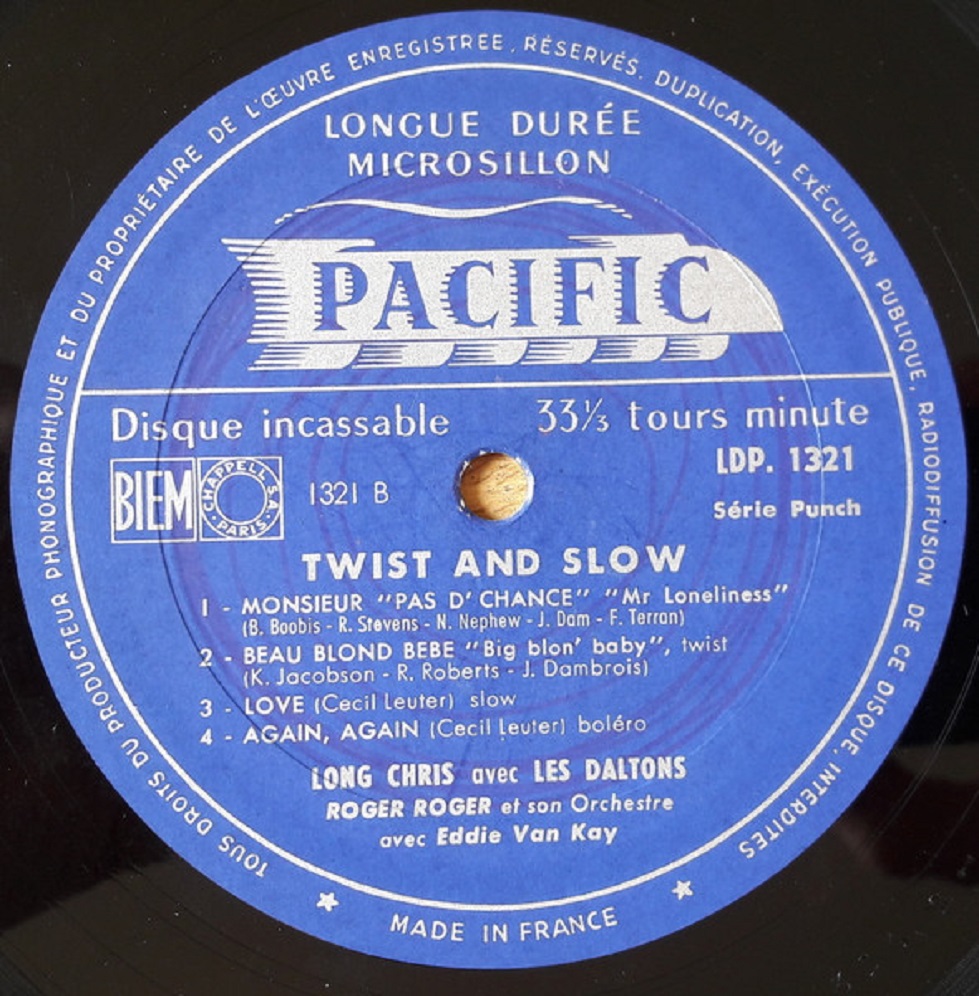 TOUS DROITS DU PRODUCTEUR PHONOGRAPHIQUE ET DU PROPRIÉTAIRE DE L'ŒUVRE ENREGISTREE, RÉSERVÉS. DUPLICATION, EXÉCUTION PUBLIQUE, RADIODIFFUSION DE CE DISQUE, INTERDITES
LONGUE DURÉE
MICROSILLON
PACIFIC
Disque incassable 33⅓ tours minute
BIEM CHAPPELL S.A. PARIS 1321 B LDP. 1321
Série Punch
TWIST AND SLOW
1 - MONSIEUR "PAS D' CHANCE" "Mr Loneliness"
(B. Boobis - R. Stevens - N. Nephew - J. Dam - F. Terran)
2 - BEAU BLOND BEBE "Big blon' baby", twist
(K. Jacobson - R. Roberts - J. Dambrois)
3 - LOVE (Cecil Leuter) slow
4 - AGAIN, AGAIN (Cecil Leuter) boléro
LONG CHRIS avec LES DALTONS
ROGER ROGER et son Orchestre
avec Eddie Van Kay
MADE IN FRANCE